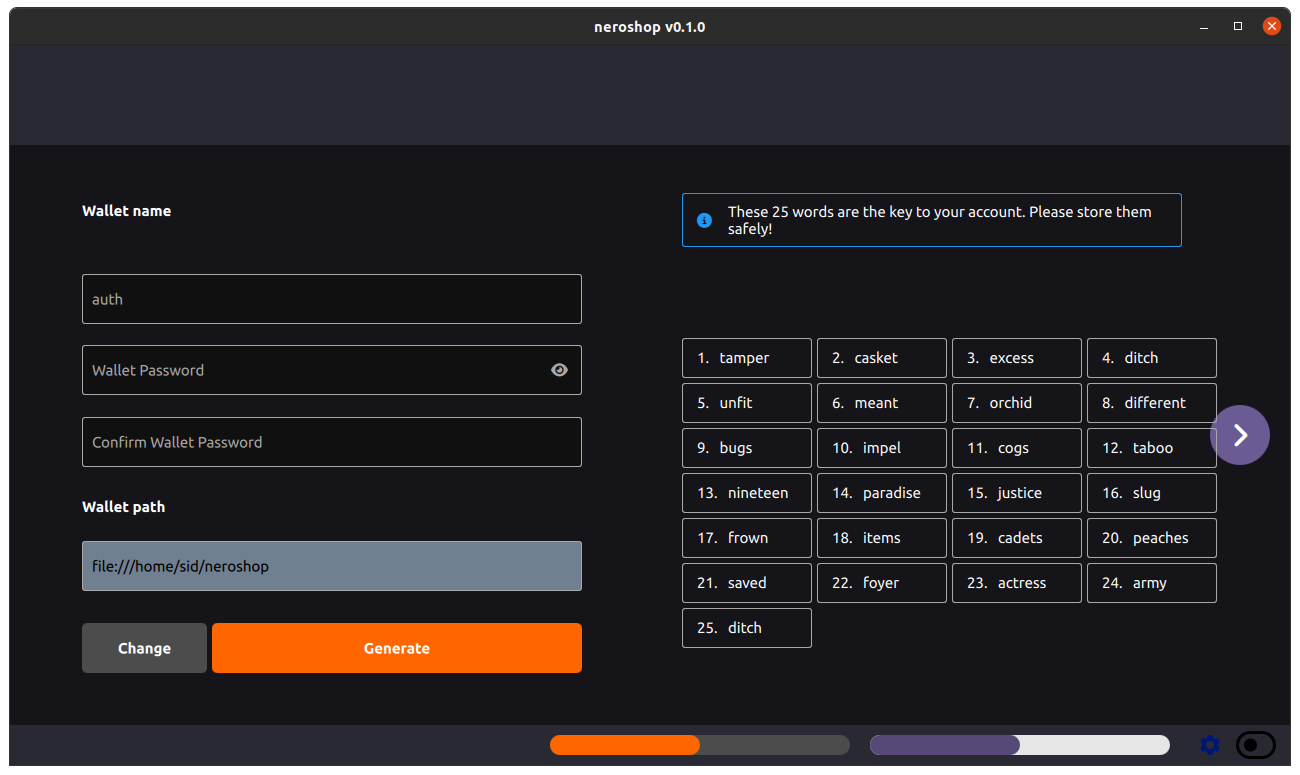 neroshop v0.1.0
Wallet name
auth
Wallet Password
Confirm Wallet Password
Wallet path
file:///home/sid/neroshop
Change
Generate
These 25 words are the key to your account. Please store them
safely!
1. tamper
2. casket
3. excess
4. ditch
5. unfit
6. meant
7. orchid
8. different
9. bugs
10. impel
11. cogs
12. taboo
13. nineteen
14. paradise
15. justice
16. slug
17. frown
18. items
19. cadets
20. peaches
21. saved
22. foyer
23. actress
24. army
25. ditch